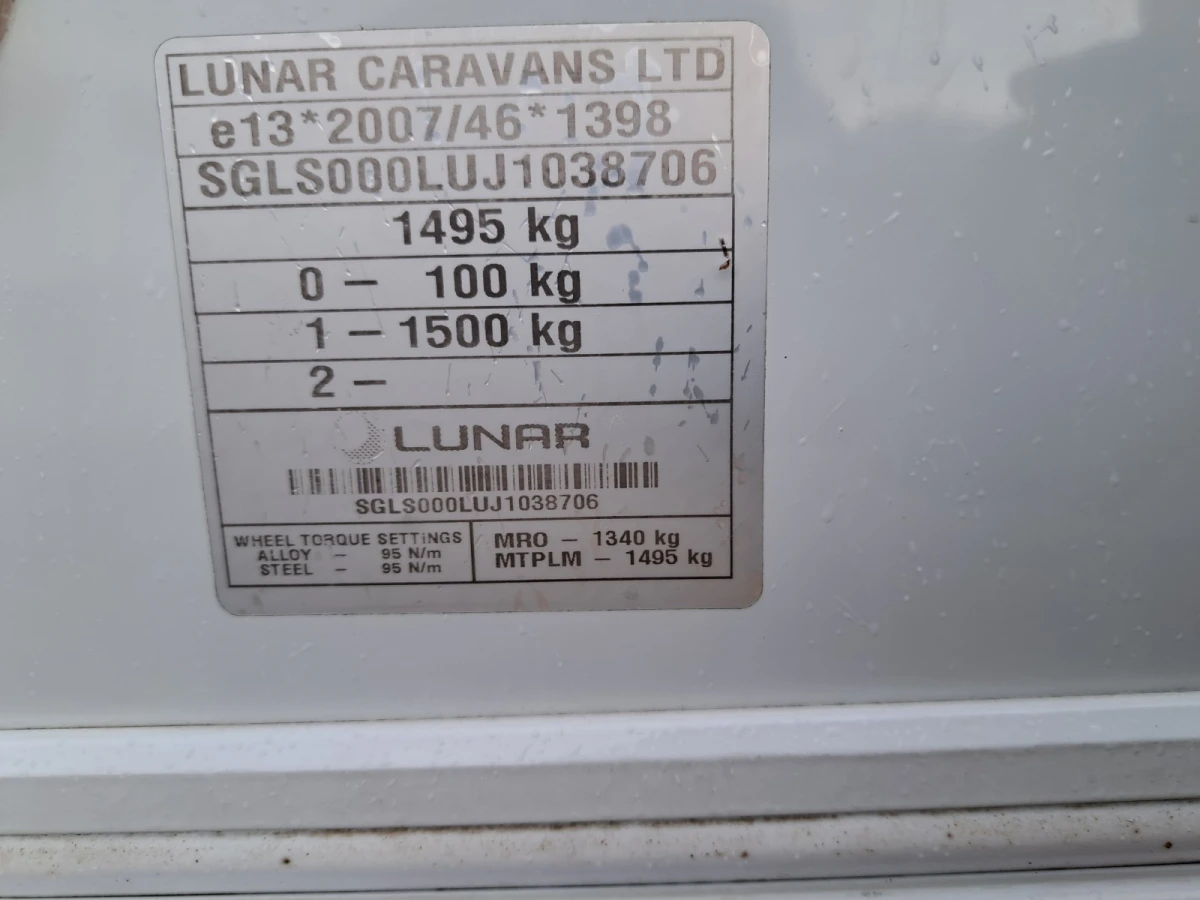 LUNAR CARAVANS LTD
e13*2007/46*1398
SGLS000LUJ1038706
1495 kg
0 - 100 kg
1 - 1500 kg
2 -
LUNAR
SGLS000LUJ1038706
WHEEL TORQUE SETTINGS
ALLOY - 95 N/m
STEEL - 95 N/m
MRO - 1340 kg
MTPLM - 1495 kg